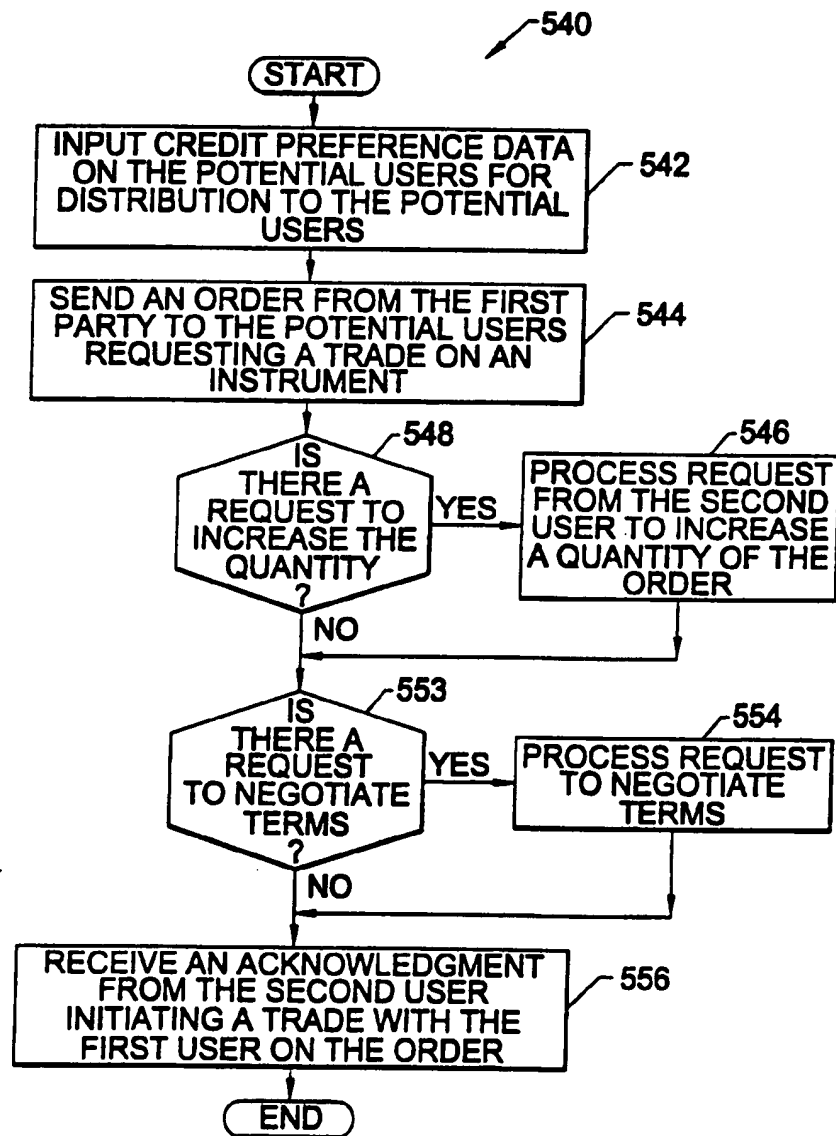 540
START
INPUT CREDIT PREFERENCE DATA
ON THE POTENTIAL USERS FOR
DISTRIBUTION TO THE POTENTIAL
USERS
542
SEND AN ORDER FROM THE FIRST
PARTY TO THE POTENTIAL USERS
REQUESTING A TRADE ON AN
INSTRUMENT
544
548
IS
THERE A
REQUEST TO
INCREASE THE
QUANTITY
?
YES
546
PROCESS REQUEST
FROM THE SECOND
USER TO INCREASE
A QUANTITY OF THE
ORDER
NO
553
IS
THERE A
REQUEST
TO NEGOTIATE
TERMS
?
YES
554
PROCESS REQUEST
TO NEGOTIATE
TERMS
NO
RECEIVE AN ACKNOWLEDGMENT
FROM THE SECOND USER
INITIATING A TRADE WITH THE
FIRST USER ON THE ORDER
556
END